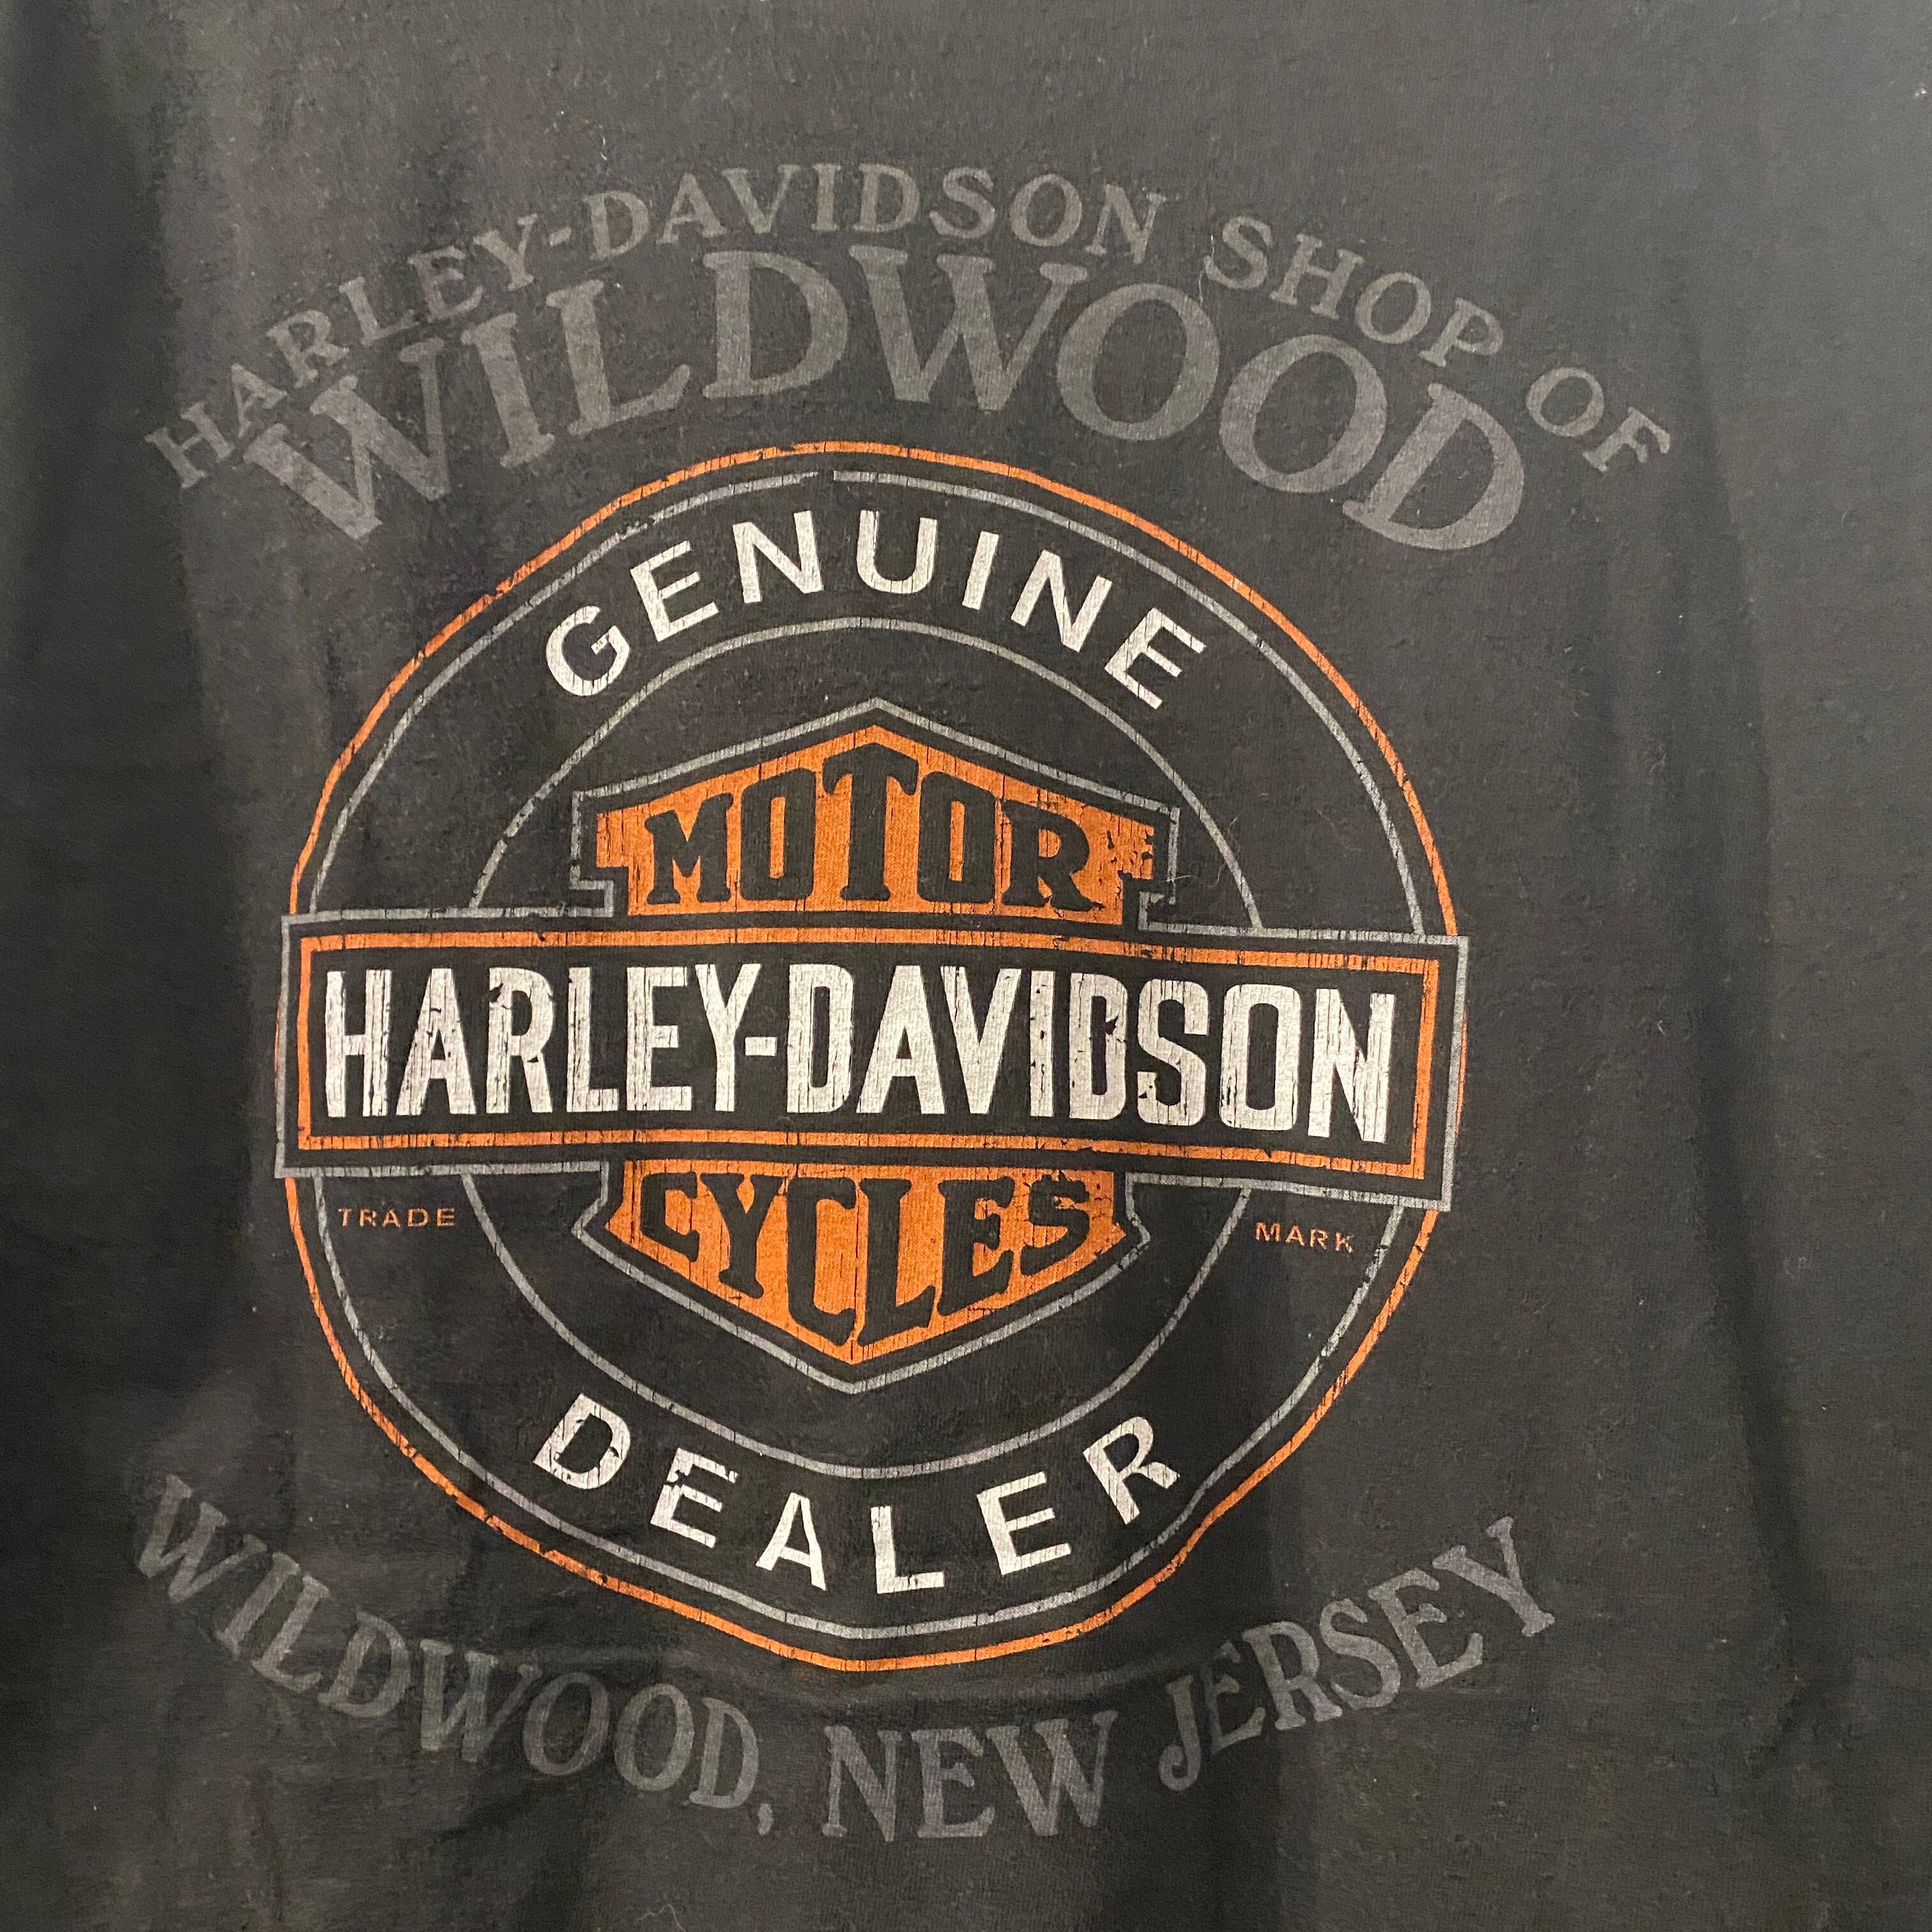 HARLEY-DAVIDSON SHOP OF
WILDWOOD
GENUINE
MOTOR
HARLEY-DAVIDSON
CYCLES
TRADE MARK
DEALER
WILDWOOD, NEW JERSEY